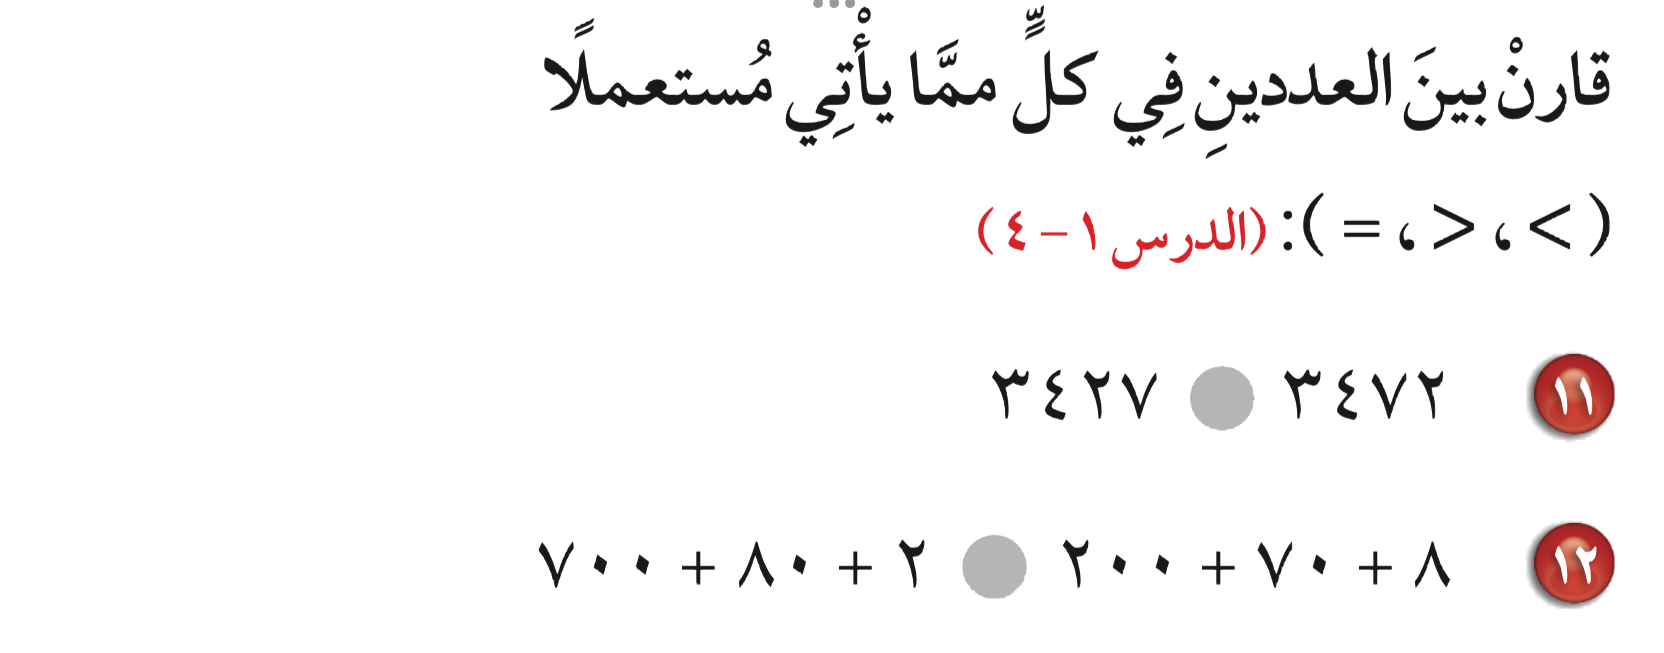 قارنْ بينَ العددينِ فِي كلٍّ ممَّا يأْتِي مُستعملًا
( > ، < ، = ): (الدرس ١ – ٤ )
١١ ٣٤٧٢ ● ٣٤٢٧
١٢ ٨ + ٧٠ + ٢٠٠ ● ٢ + ٨٠ + ٧٠٠